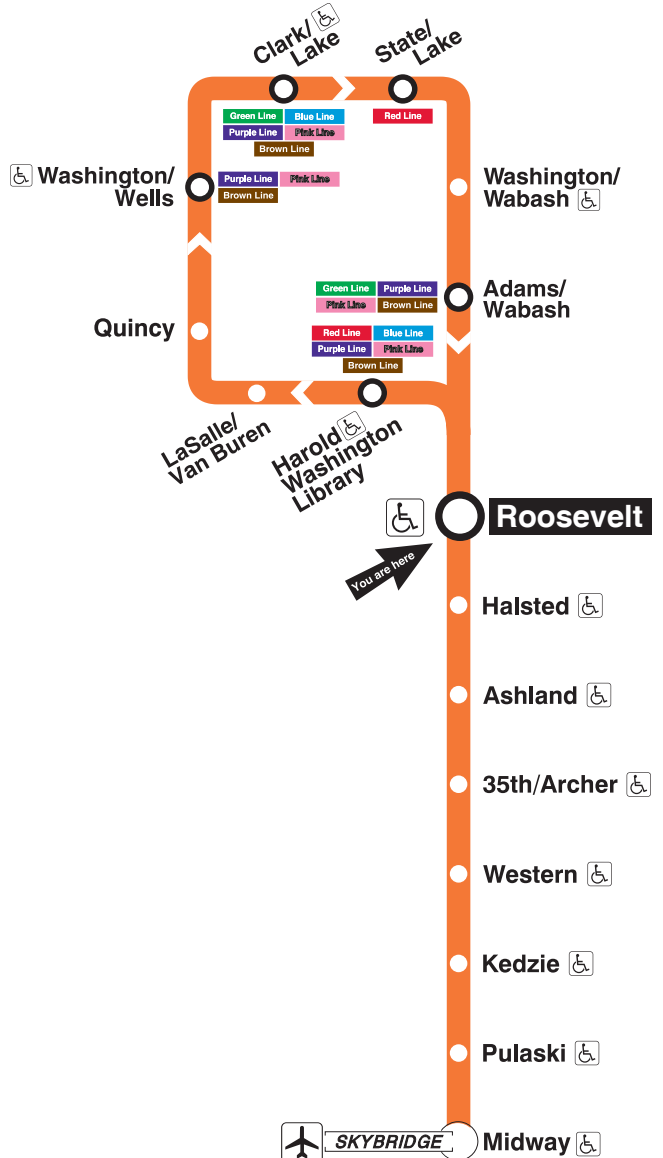 Clark/
Lake
State/
Lake
Green Line Blue Line
Purple Line Pink Line
Brown Line
Red Line
Washington/
Wells
Purple Line Pink Line
Brown Line
Washington/
Wabash
Green Line Purple Line
Pink Line Brown Line
Adams/
Wabash
Quincy
Red Line Blue Line
Purple Line Pink Line
Brown Line
LaSalle/
Van Buren
Harold
Washington
Library
Roosevelt
You are here
Halsted
Ashland
35th/Archer
Western
Kedzie
Pulaski
SKYBRIDGE
Midway